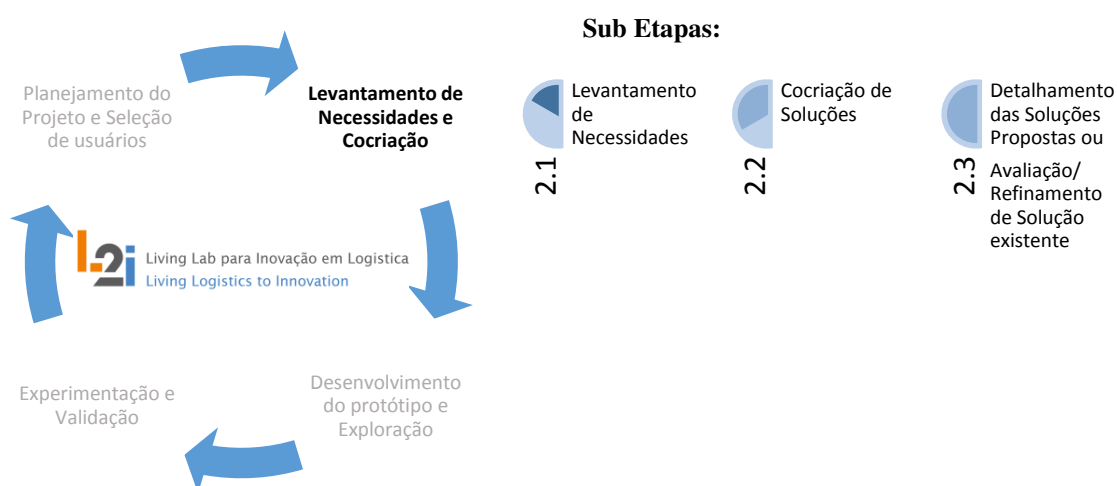 Sub Etapas:
Planejamento do
Projeto e Seleção
de usuários
Levantamento de
Necessidades e
Cocriação
L2i
Living Lab para Inovação em Logistica
Living Logistics to Innovation
Experimentação e
Validação
Desenvolvimento
do protótipo e
Exploração
2.1
Levantamento
de
Necessidades
2.2
Cocriação de
Soluções
2.3
Detalhamento
das Soluções
Propostas ou
Avaliação/
Refinamento
de Solução
existente